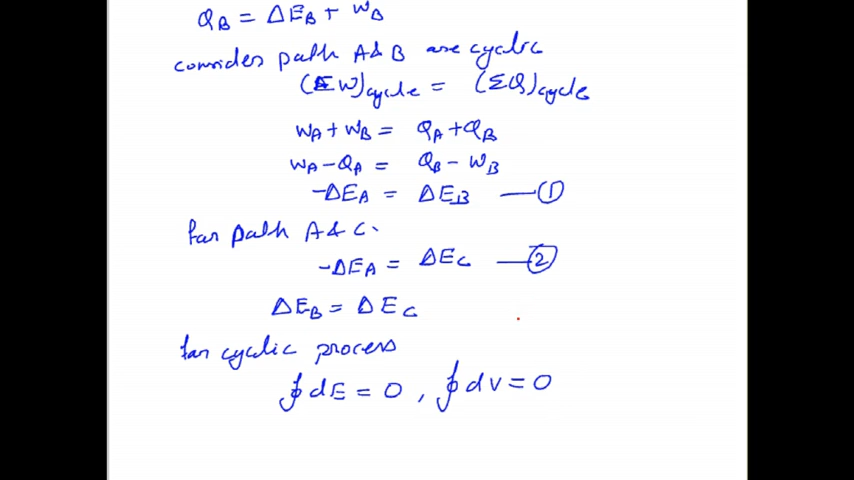 Q_B = ΔE_B + W_B
consider path A & B are cyclic
(ΣW)cycle = (ΣQ)cycle
W_A + W_B = Q_A + Q_B
W_A - Q_A = Q_B - W_B
-ΔE_A = ΔE_B —①
for path A & C.
-ΔE_A = ΔE_C —②
ΔE_B = ΔE_C
for cyclic process
∮dE = 0, ∮dV = 0